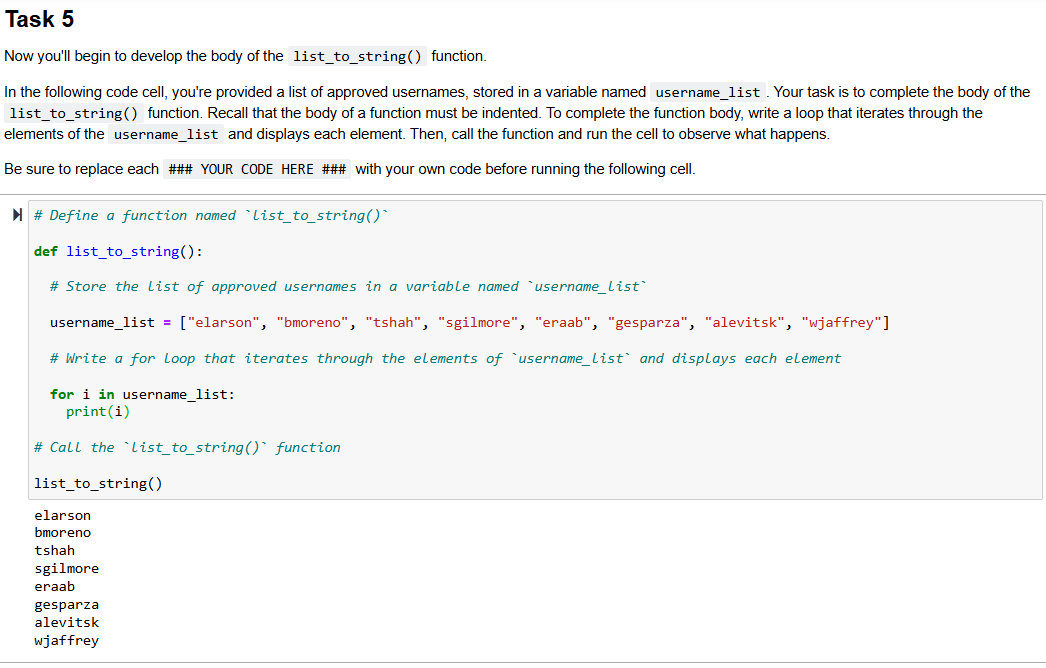 Task 5
Now you'll begin to develop the body of the list_to_string() function.
In the following code cell, you're provided a list of approved usernames, stored in a variable named username_list . Your task is to complete the body of the
list_to_string() function. Recall that the body of a function must be indented. To complete the function body, write a loop that iterates through the
elements of the username_list and displays each element. Then, call the function and run the cell to observe what happens.
Be sure to replace each ### YOUR CODE HERE ### with your own code before running the following cell.
# Define a function named `list_to_string()`
def list_to_string():
  # Store the list of approved usernames in a variable named `username_list`
  username_list = ["elarson", "bmoreno", "tshah", "sgilmore", "eraab", "gesparza", "alevitsk", "wjaffrey"]
  # Write a for loop that iterates through the elements of `username_list` and displays each element
  for i in username_list:
    print(i)
# Call the `list_to_string()` function
list_to_string()
elarson
bmoreno
tshah
sgilmore
eraab
gesparza
alevitsk
wjaffrey